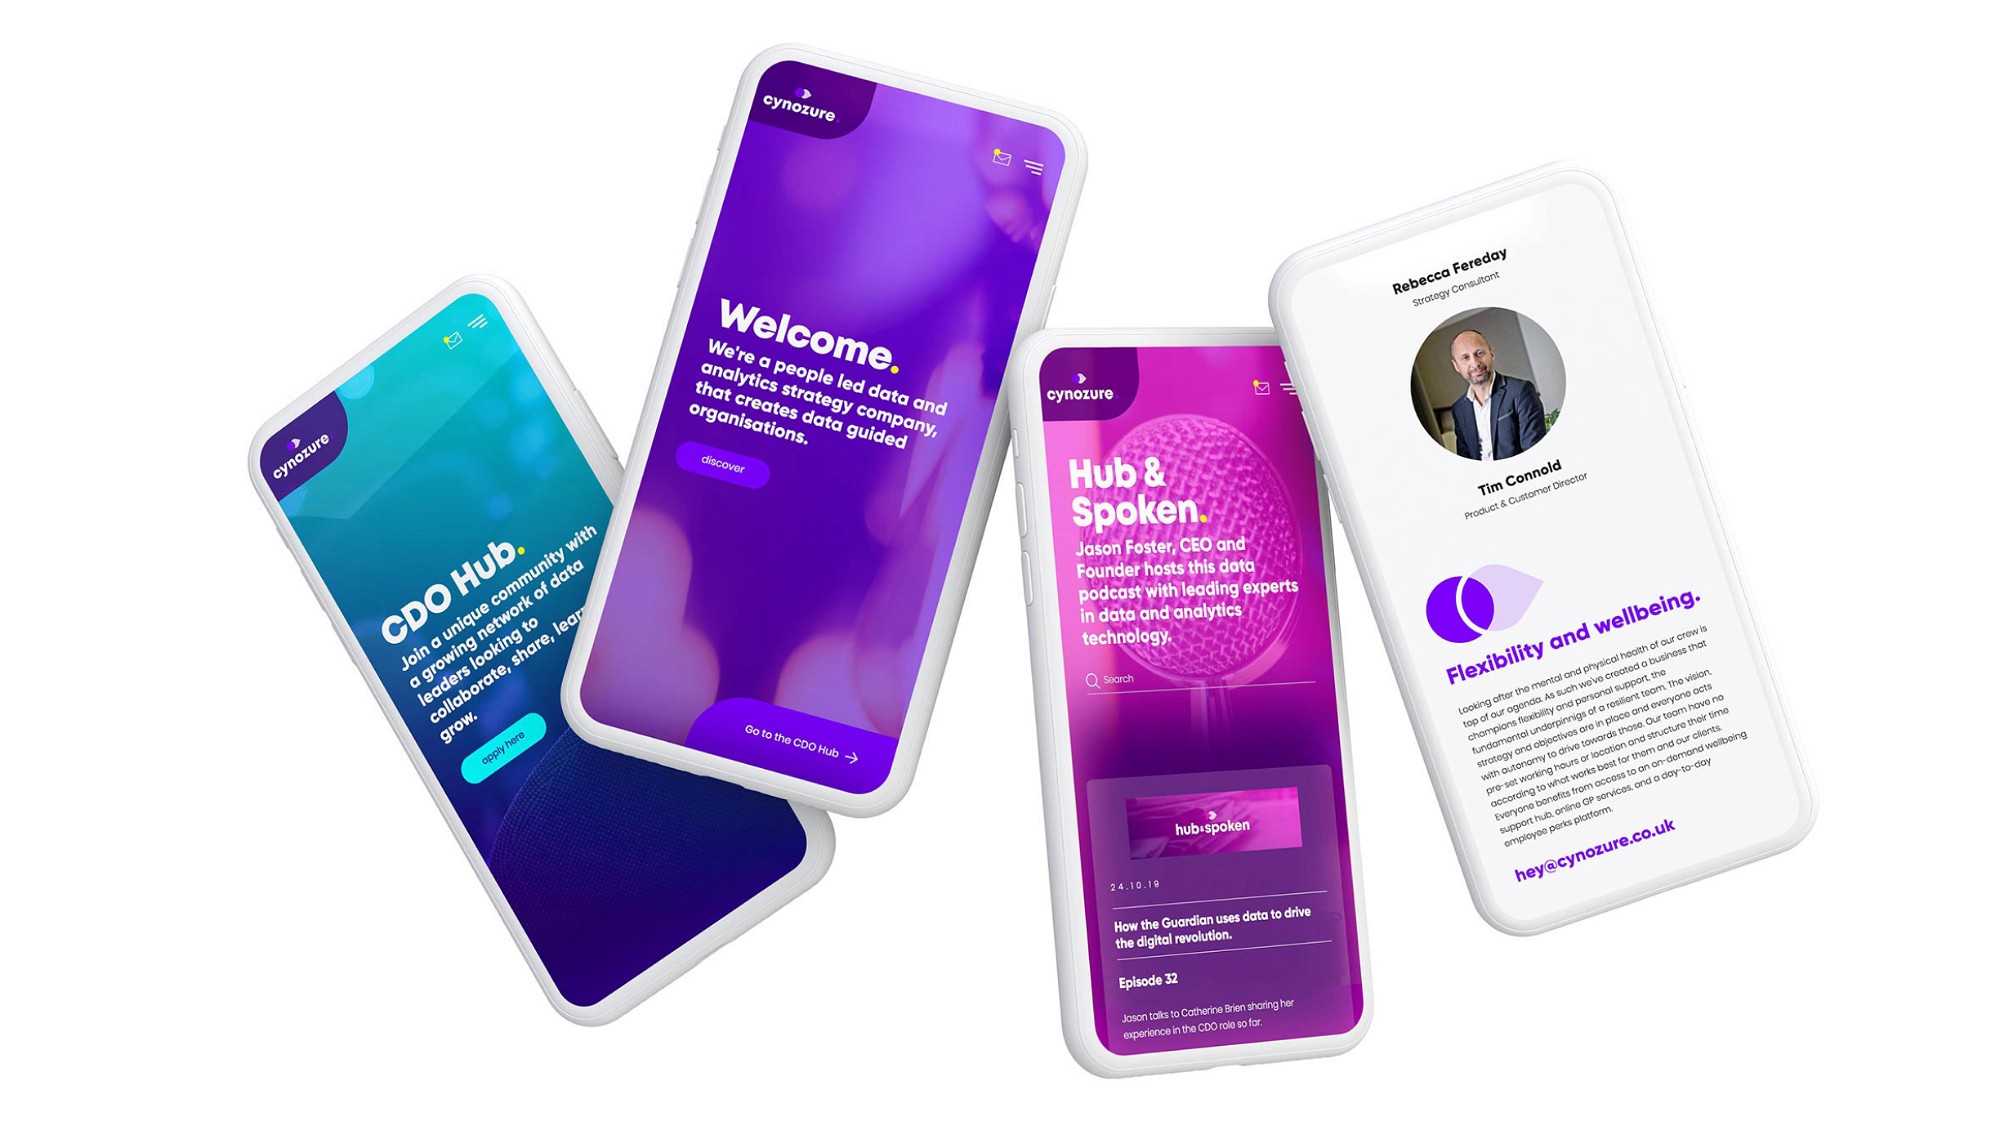 cynozure
CDO Hub.
Join a unique community with
a growing network of data
leaders looking to
collaborate, share, learn
grow.
apply here
cynozure
Welcome.
We're a people led data and
analytics strategy company,
that creates data guided
organisations.
discover
Go to the CDO Hub →
cynozure
Hub &
Spoken.
Jason Foster, CEO and
Founder hosts this data
podcast with leading experts
in data and analytics
technology.
Search
hub&spoken
24.10.19
How the Guardian uses data to drive
the digital revolution.
Episode 32
Jason talks to Catherine Brien sharing her
experience in the CDO role so far.
Rebecca Fereday
Strategy Consultant
Tim Connold
Product & Customer Director
Flexibility and wellbeing.
Looking after the mental and physical health of our crew is
top of our agenda. As such we've created a business that
champions flexibility and personal support, the
fundamental underpinnigs of a resilient team. The vision,
strategy and objectives are in place and everyone acts
with autonomy to drive towards those. Our team have no
pre-set working hours or location and structure their time
according to what works best for them and our clients.
Everyone benefits from access to an on-demand wellbeing
support hub, online GP services, and a day-to-day
employee perks platform.
hey@cynozure.co.uk